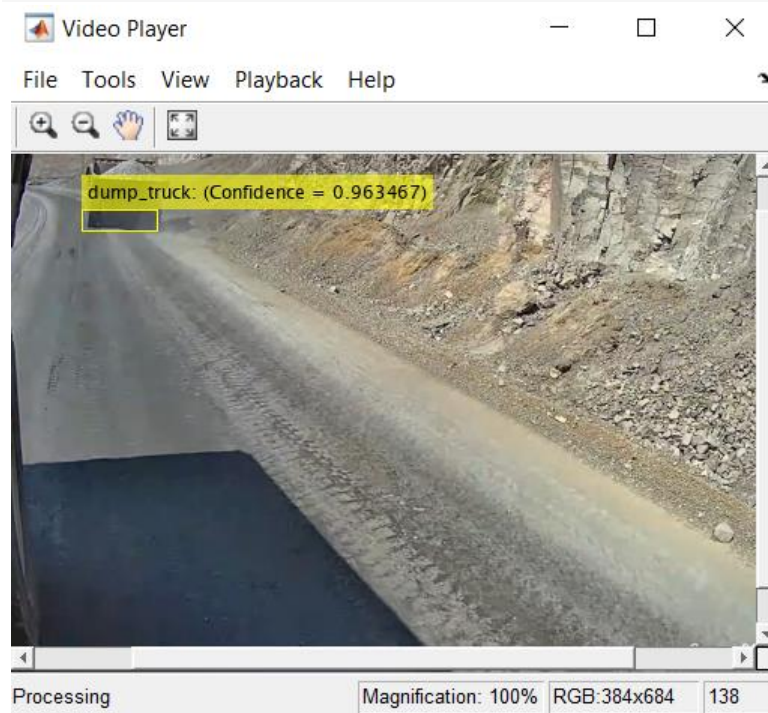 Video Player
File Tools View Playback Help
dump_truck: (Confidence = 0.963467)
Processing
Magnification: 100%
RGB:384x684
138